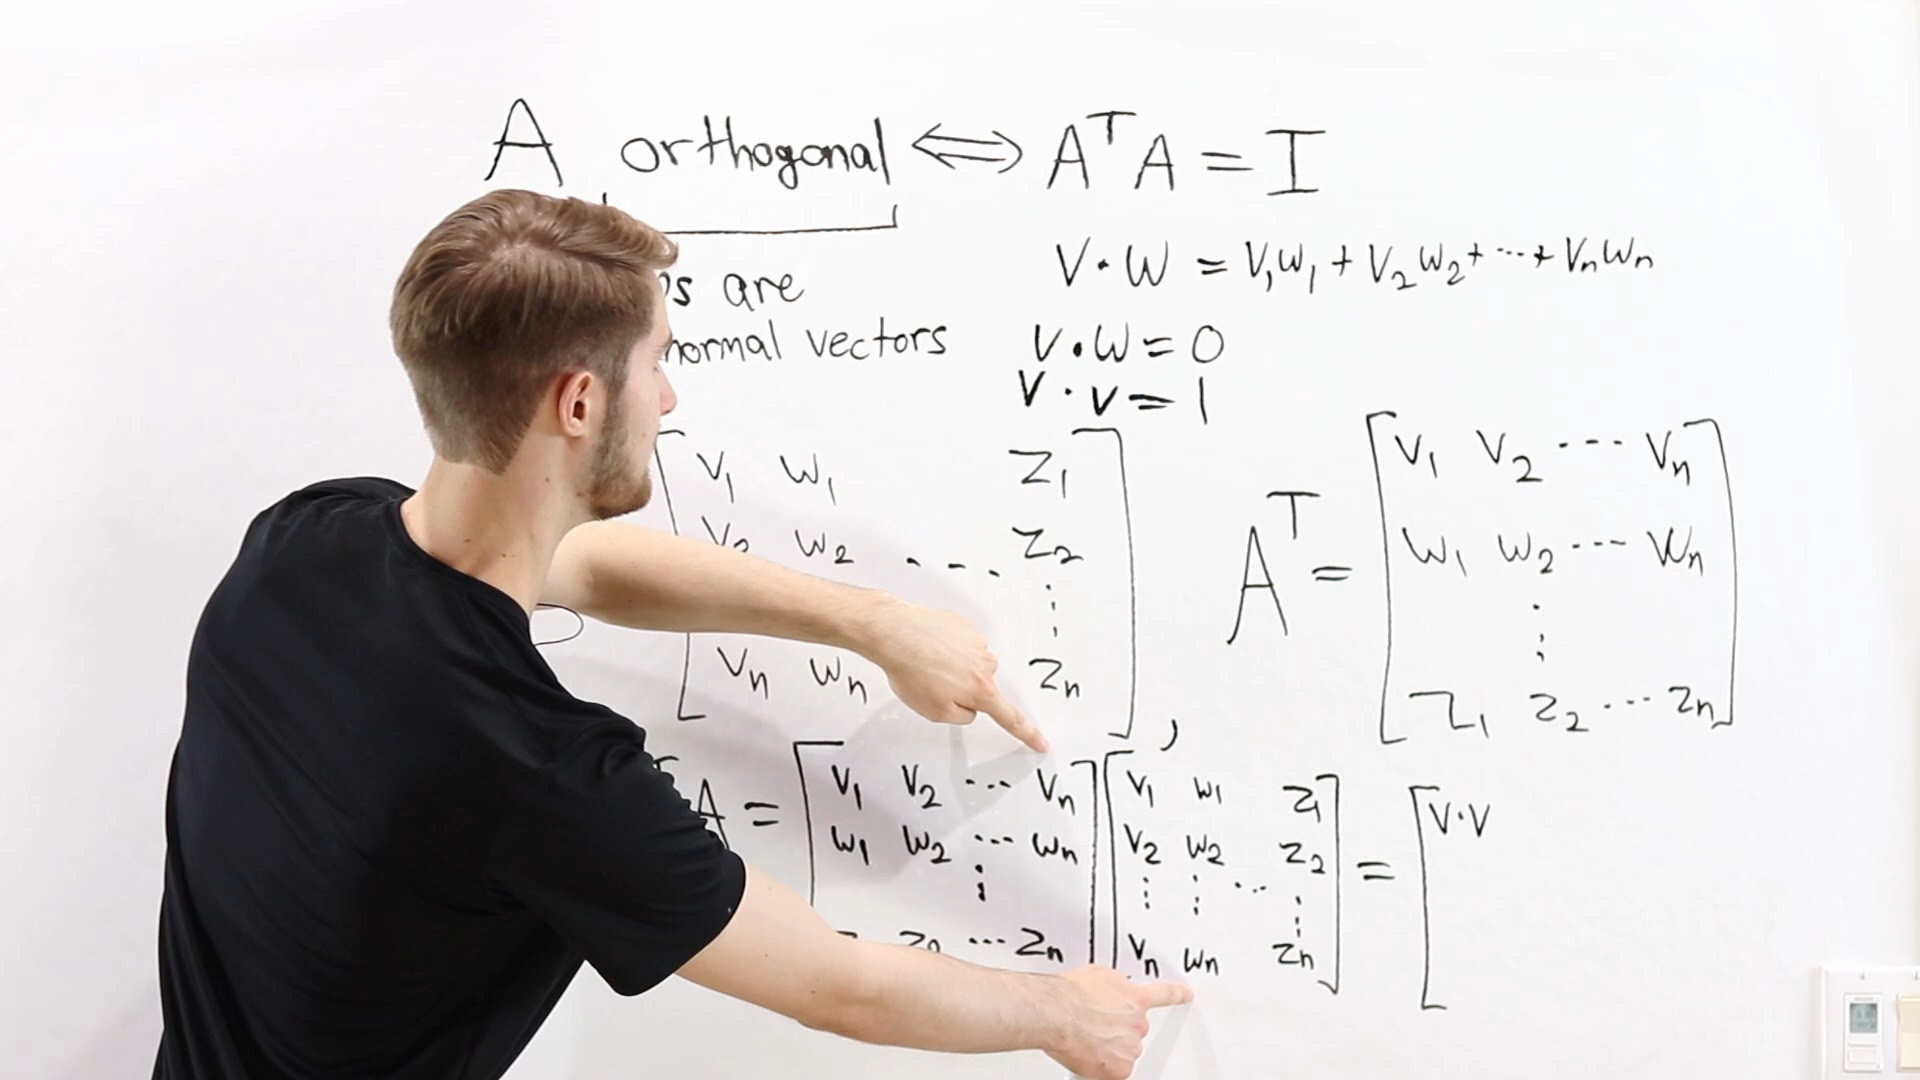 A orthogonal ⟺ AᵀA = I
V·W = V₁W₁ + V₂W₂ + ··· + VₙWₙ
are
vectors
V·W = 0
V·V = 1
V₁ W₁ Z₁
V₂ W₂ ... Z₂
⋮
Vₙ Wₙ Zₙ
,
Aᵀ =
V₁ V₂ ··· Vₙ
W₁ W₂ ··· Wₙ
⋮
Z₁ Z₂ ··· Zₙ
A =
V₁ V₂ ··· Vₙ
W₁ W₂ ··· Wₙ
⋮
Z₂ ··· Zₙ
V₁ W₁ Z₁
V₂ W₂ Z₂
⋮ ⋮ ··· ⋮
Vₙ Wₙ Zₙ
=
V·V